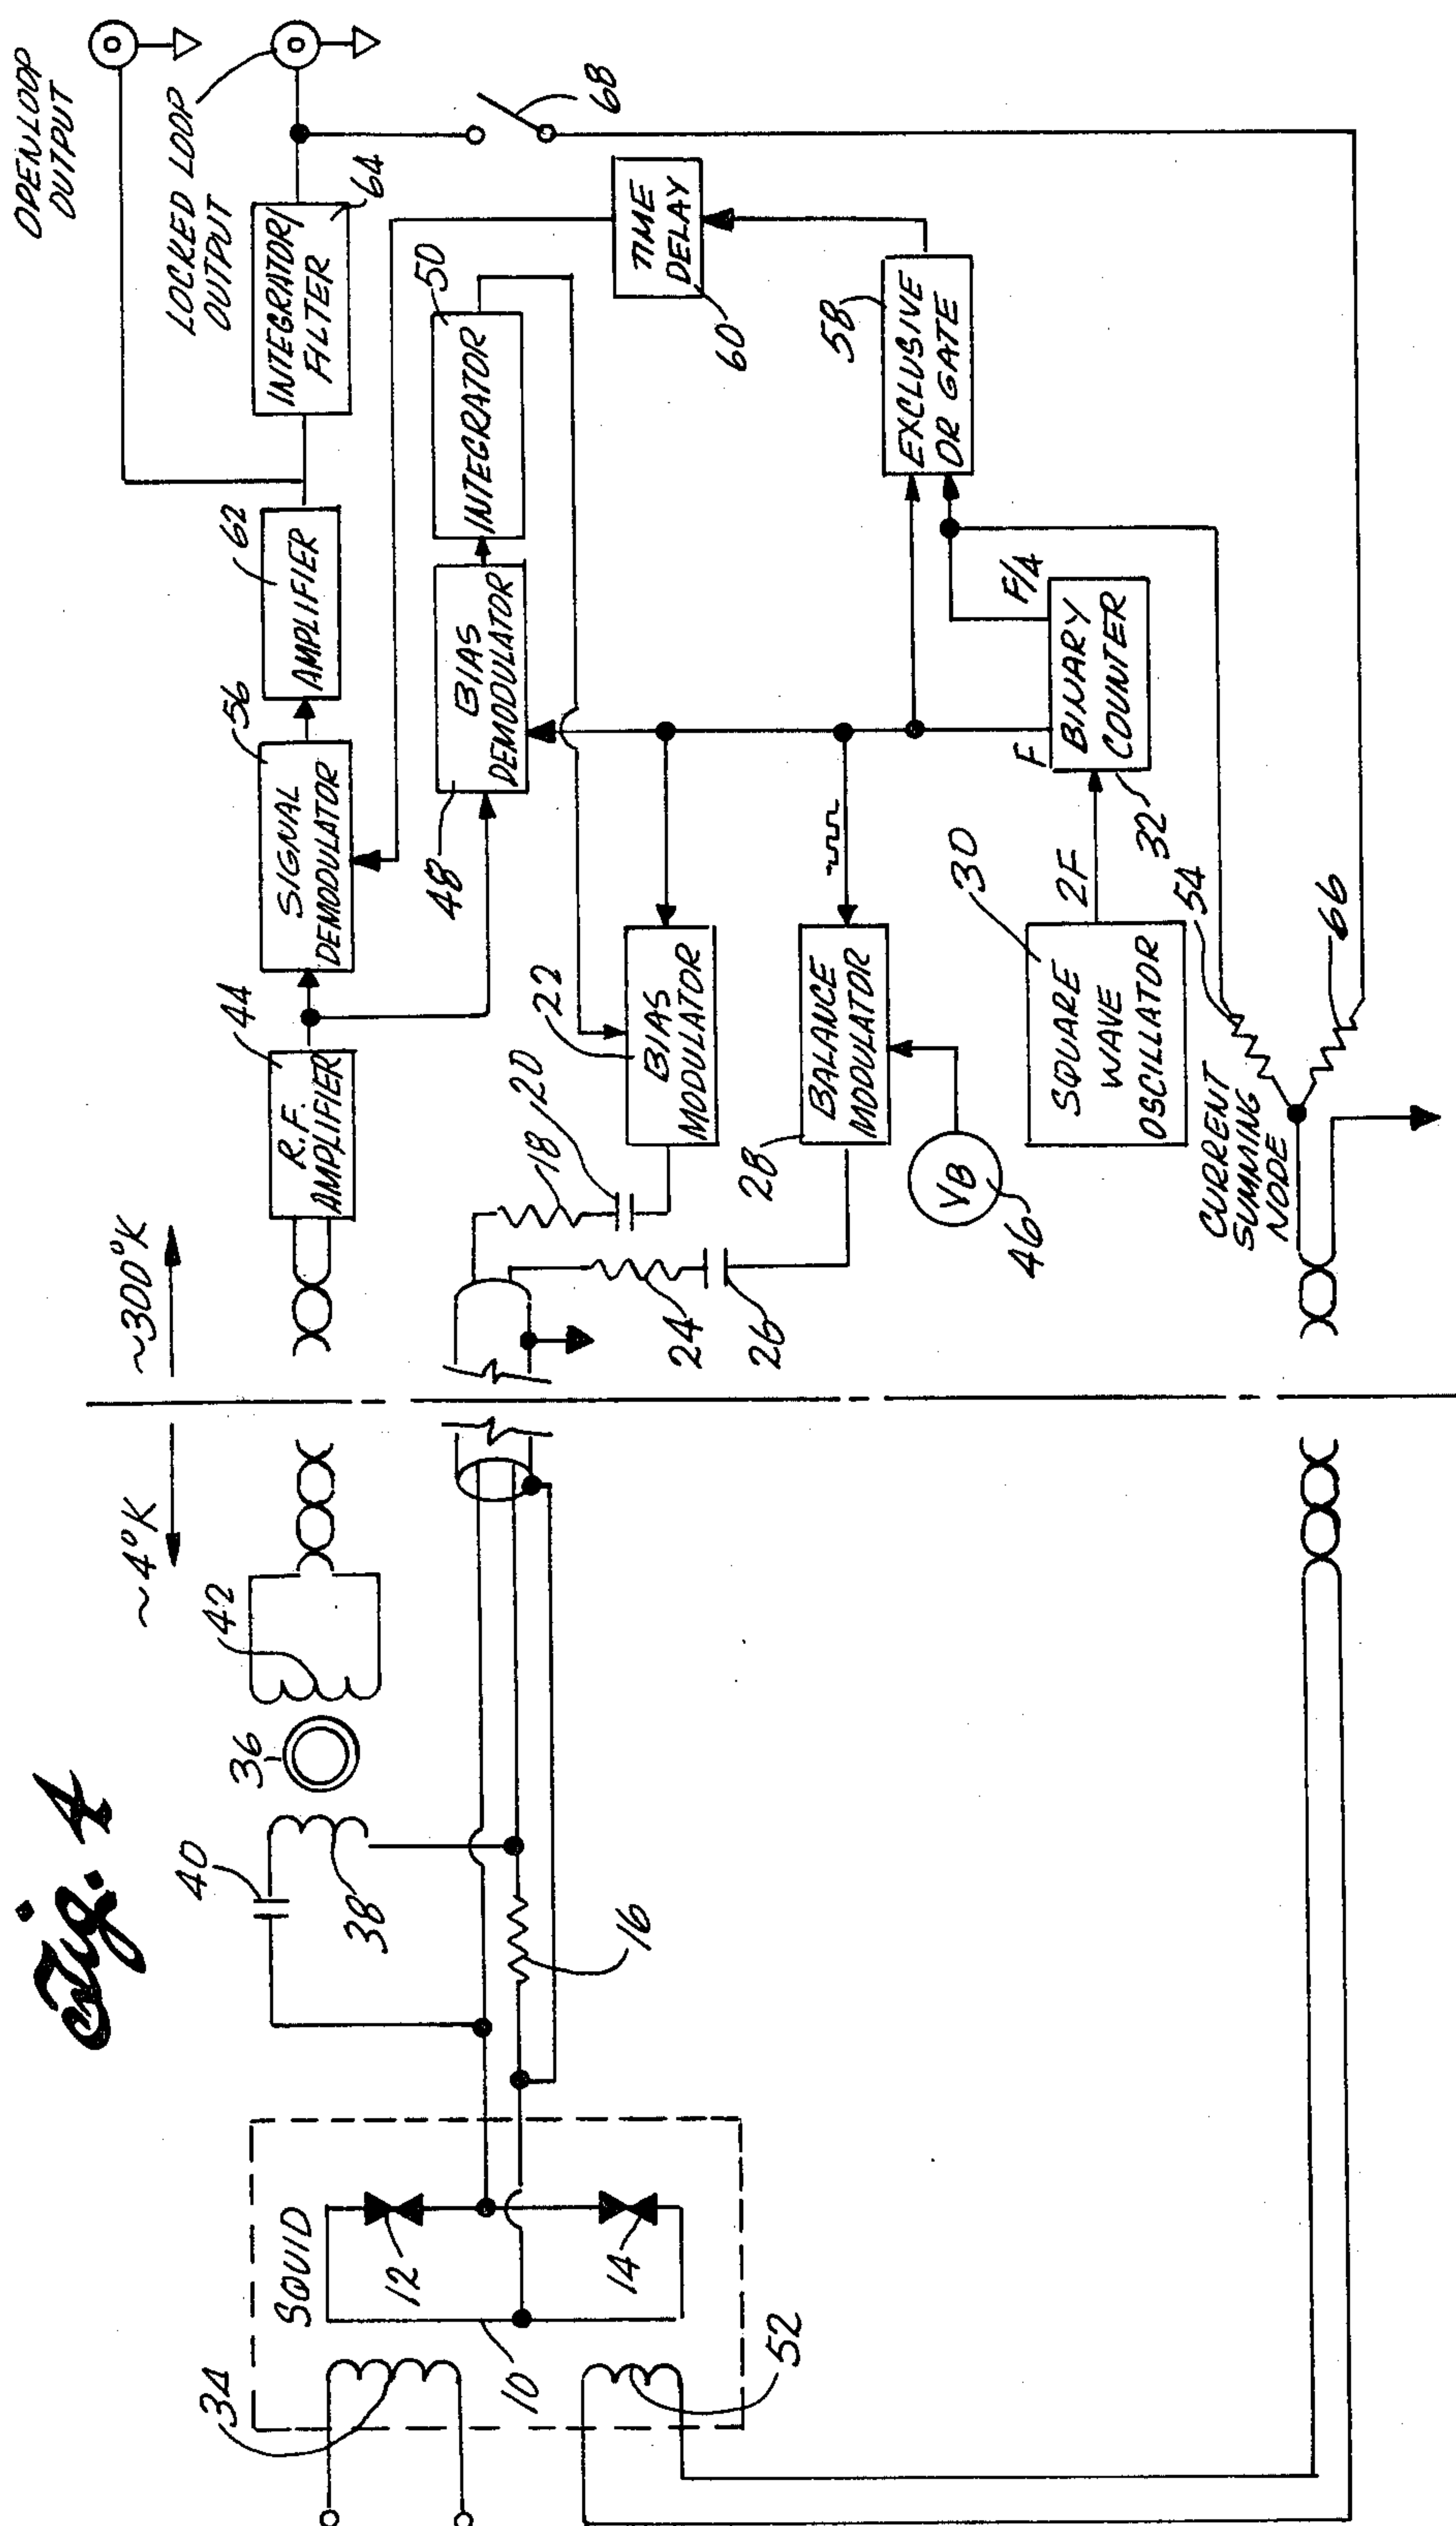 Fig. 4
~4°K
~300°K
OPEN LOOP
OUTPUT
LOCKED LOOP
OUTPUT
R.F.
AMPLIFIER
44
SIGNAL
DEMODULATOR
56
AMPLIFIER
62
INTEGRATOR/
FILTER
64
BIAS
DEMODULATOR
48
INTEGRATOR
50
TIME
DELAY
60
68
34
SQUID
12
14
10
52
40
38
36
42
16
18
20
24
26
BIAS
MODULATOR
22
BALANCE
MODULATOR
28
VB
46
SQUARE
WAVE
OSCILLATOR
30
2F
BINARY
COUNTER
32
F
F/4
EXCLUSIVE
OR GATE
58
CURRENT
SUMMING
NODE
54
66